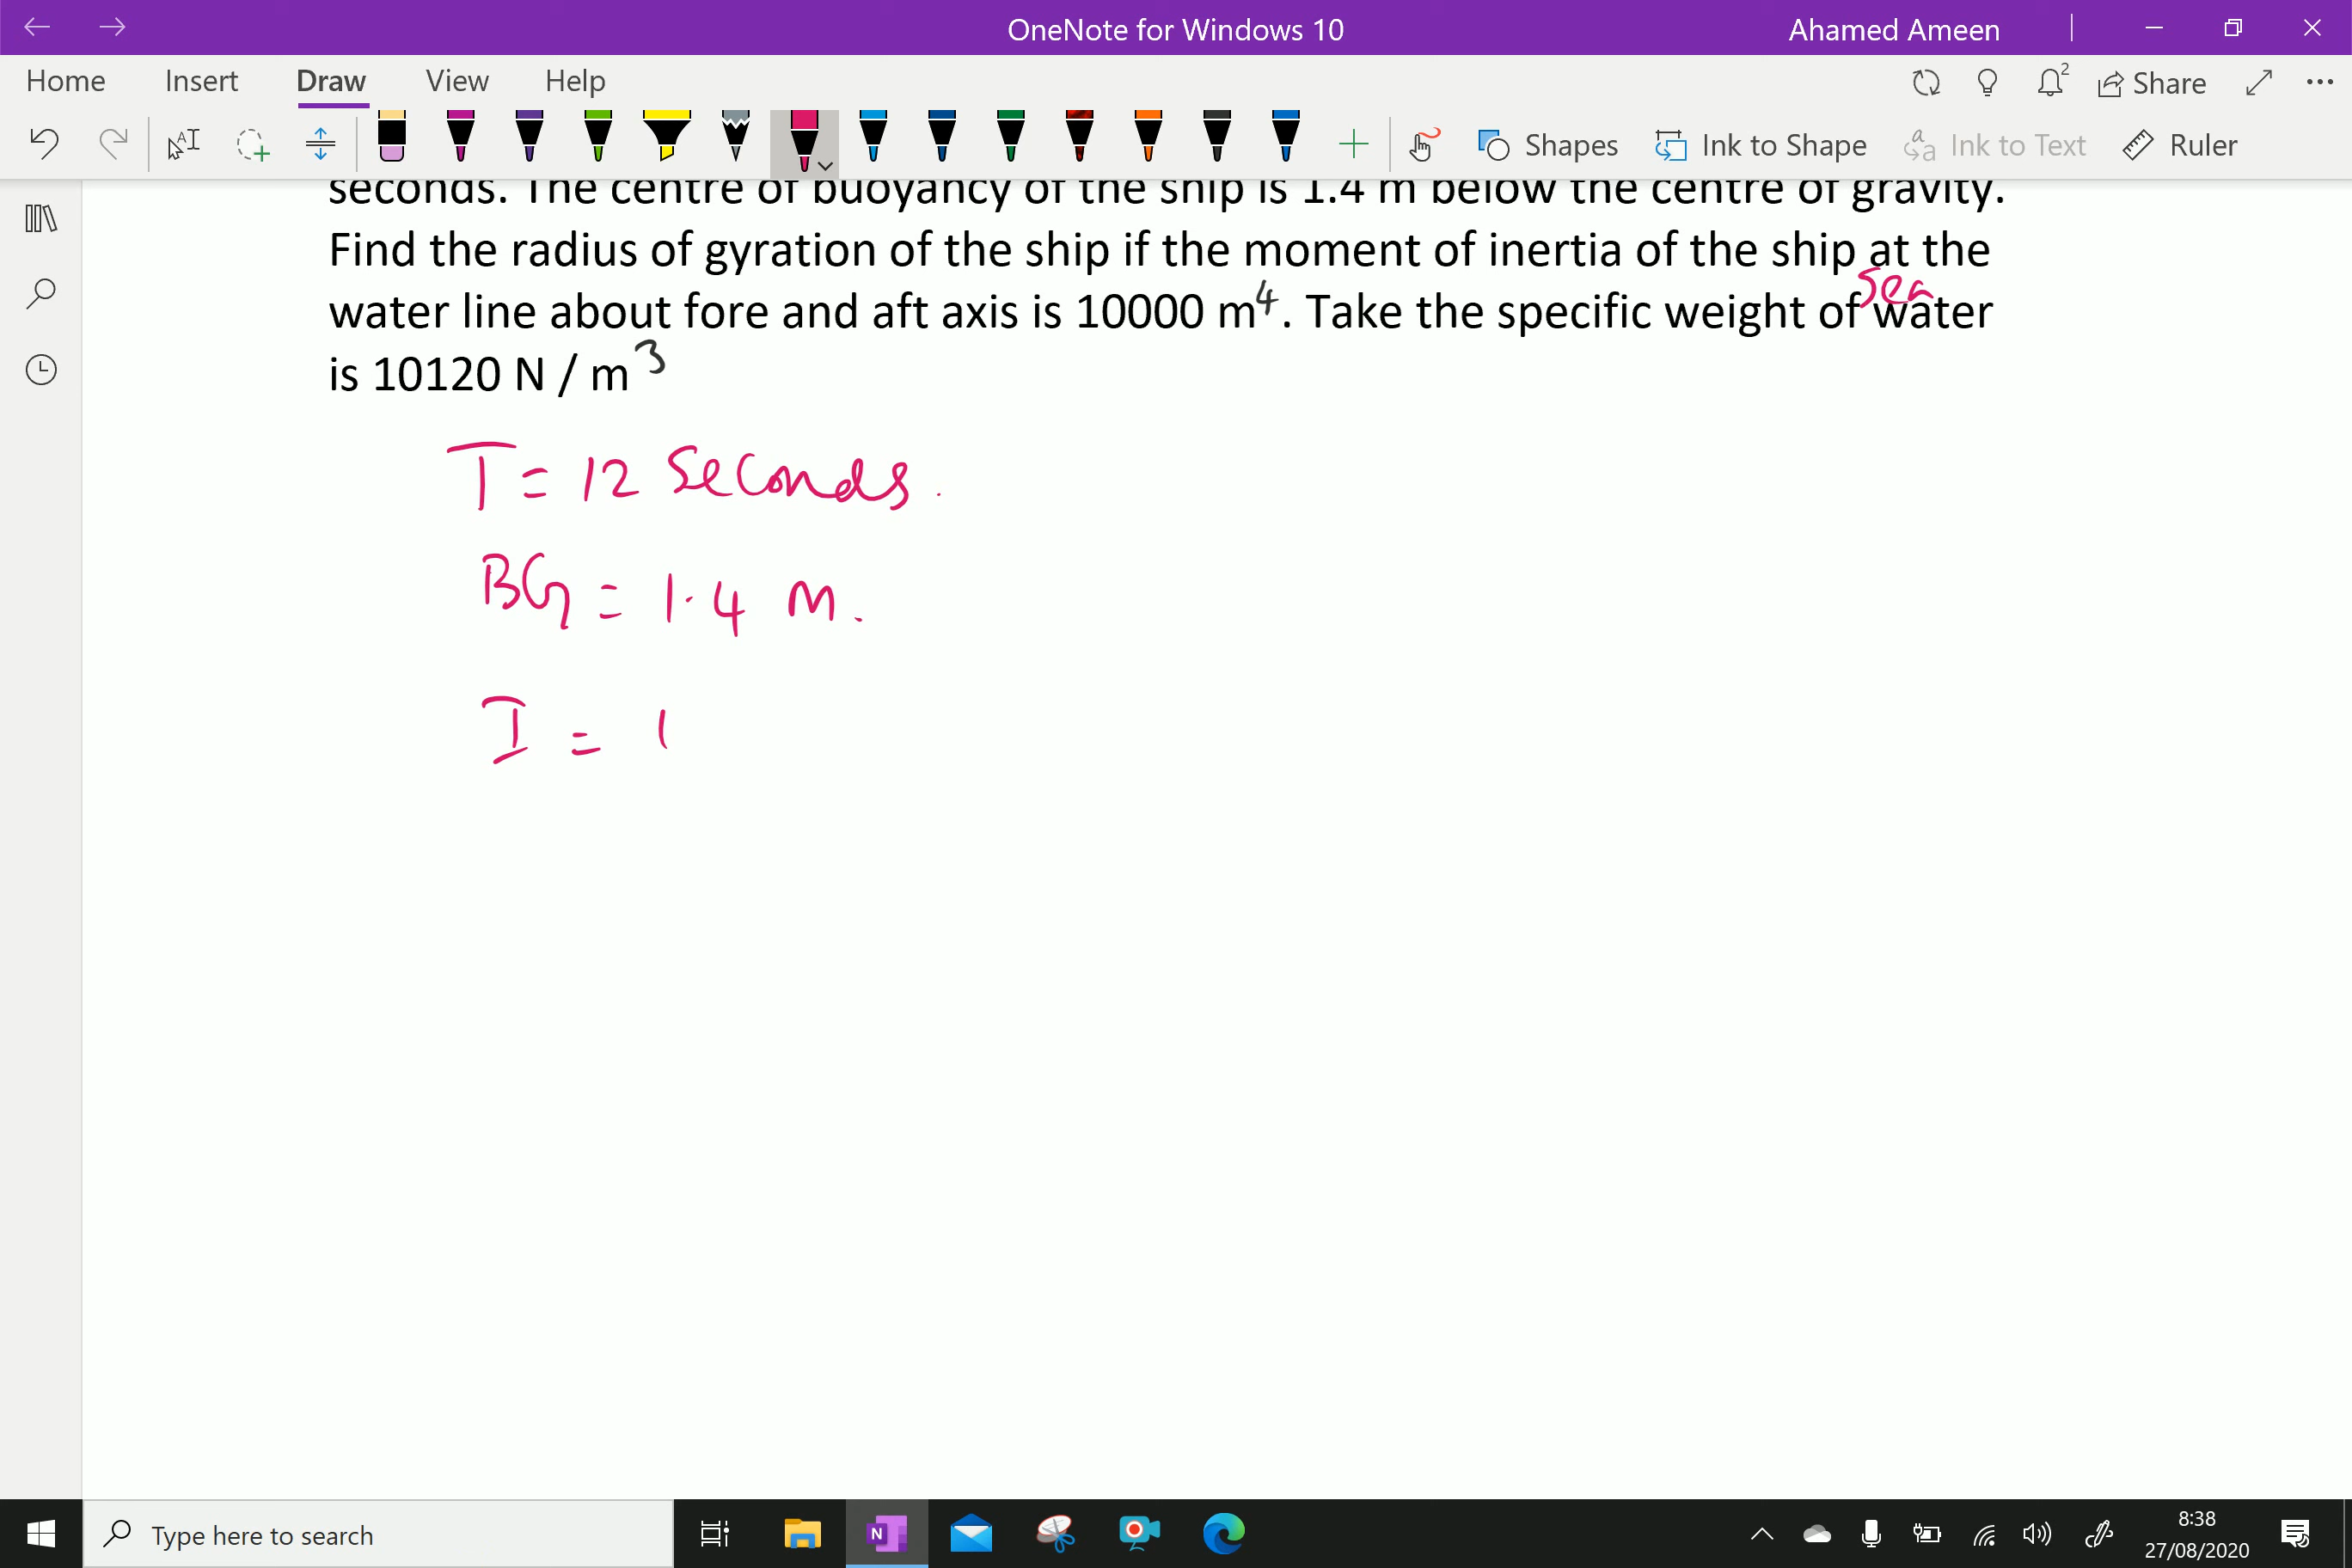 OneNote for Windows 10
Ahamed Ameen
Home Insert Draw View Help
2 Share
Shapes Ink to Shape Ink to Text Ruler
seconds. The centre of buoyancy of the ship is 1.4 m below the centre of gravity.
Find the radius of gyration of the ship if the moment of inertia of the ship at the
sea
water line about fore and aft axis is 10000 m⁴. Take the specific weight of water
is 10120 N / m³
T = 12 Seconds.
BG = 1.4 m.
I = 1
Type here to search
8:38
27/08/2020